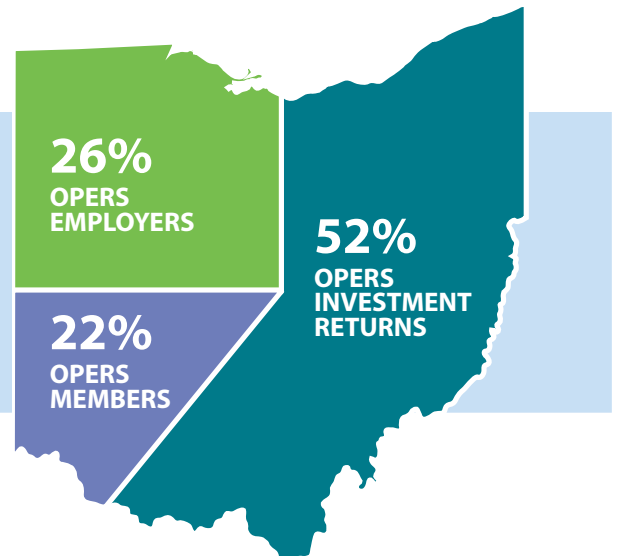 26%
OPERS
EMPLOYERS
52%
OPERS
INVESTMENT
RETURNS
22%
OPERS
MEMBERS